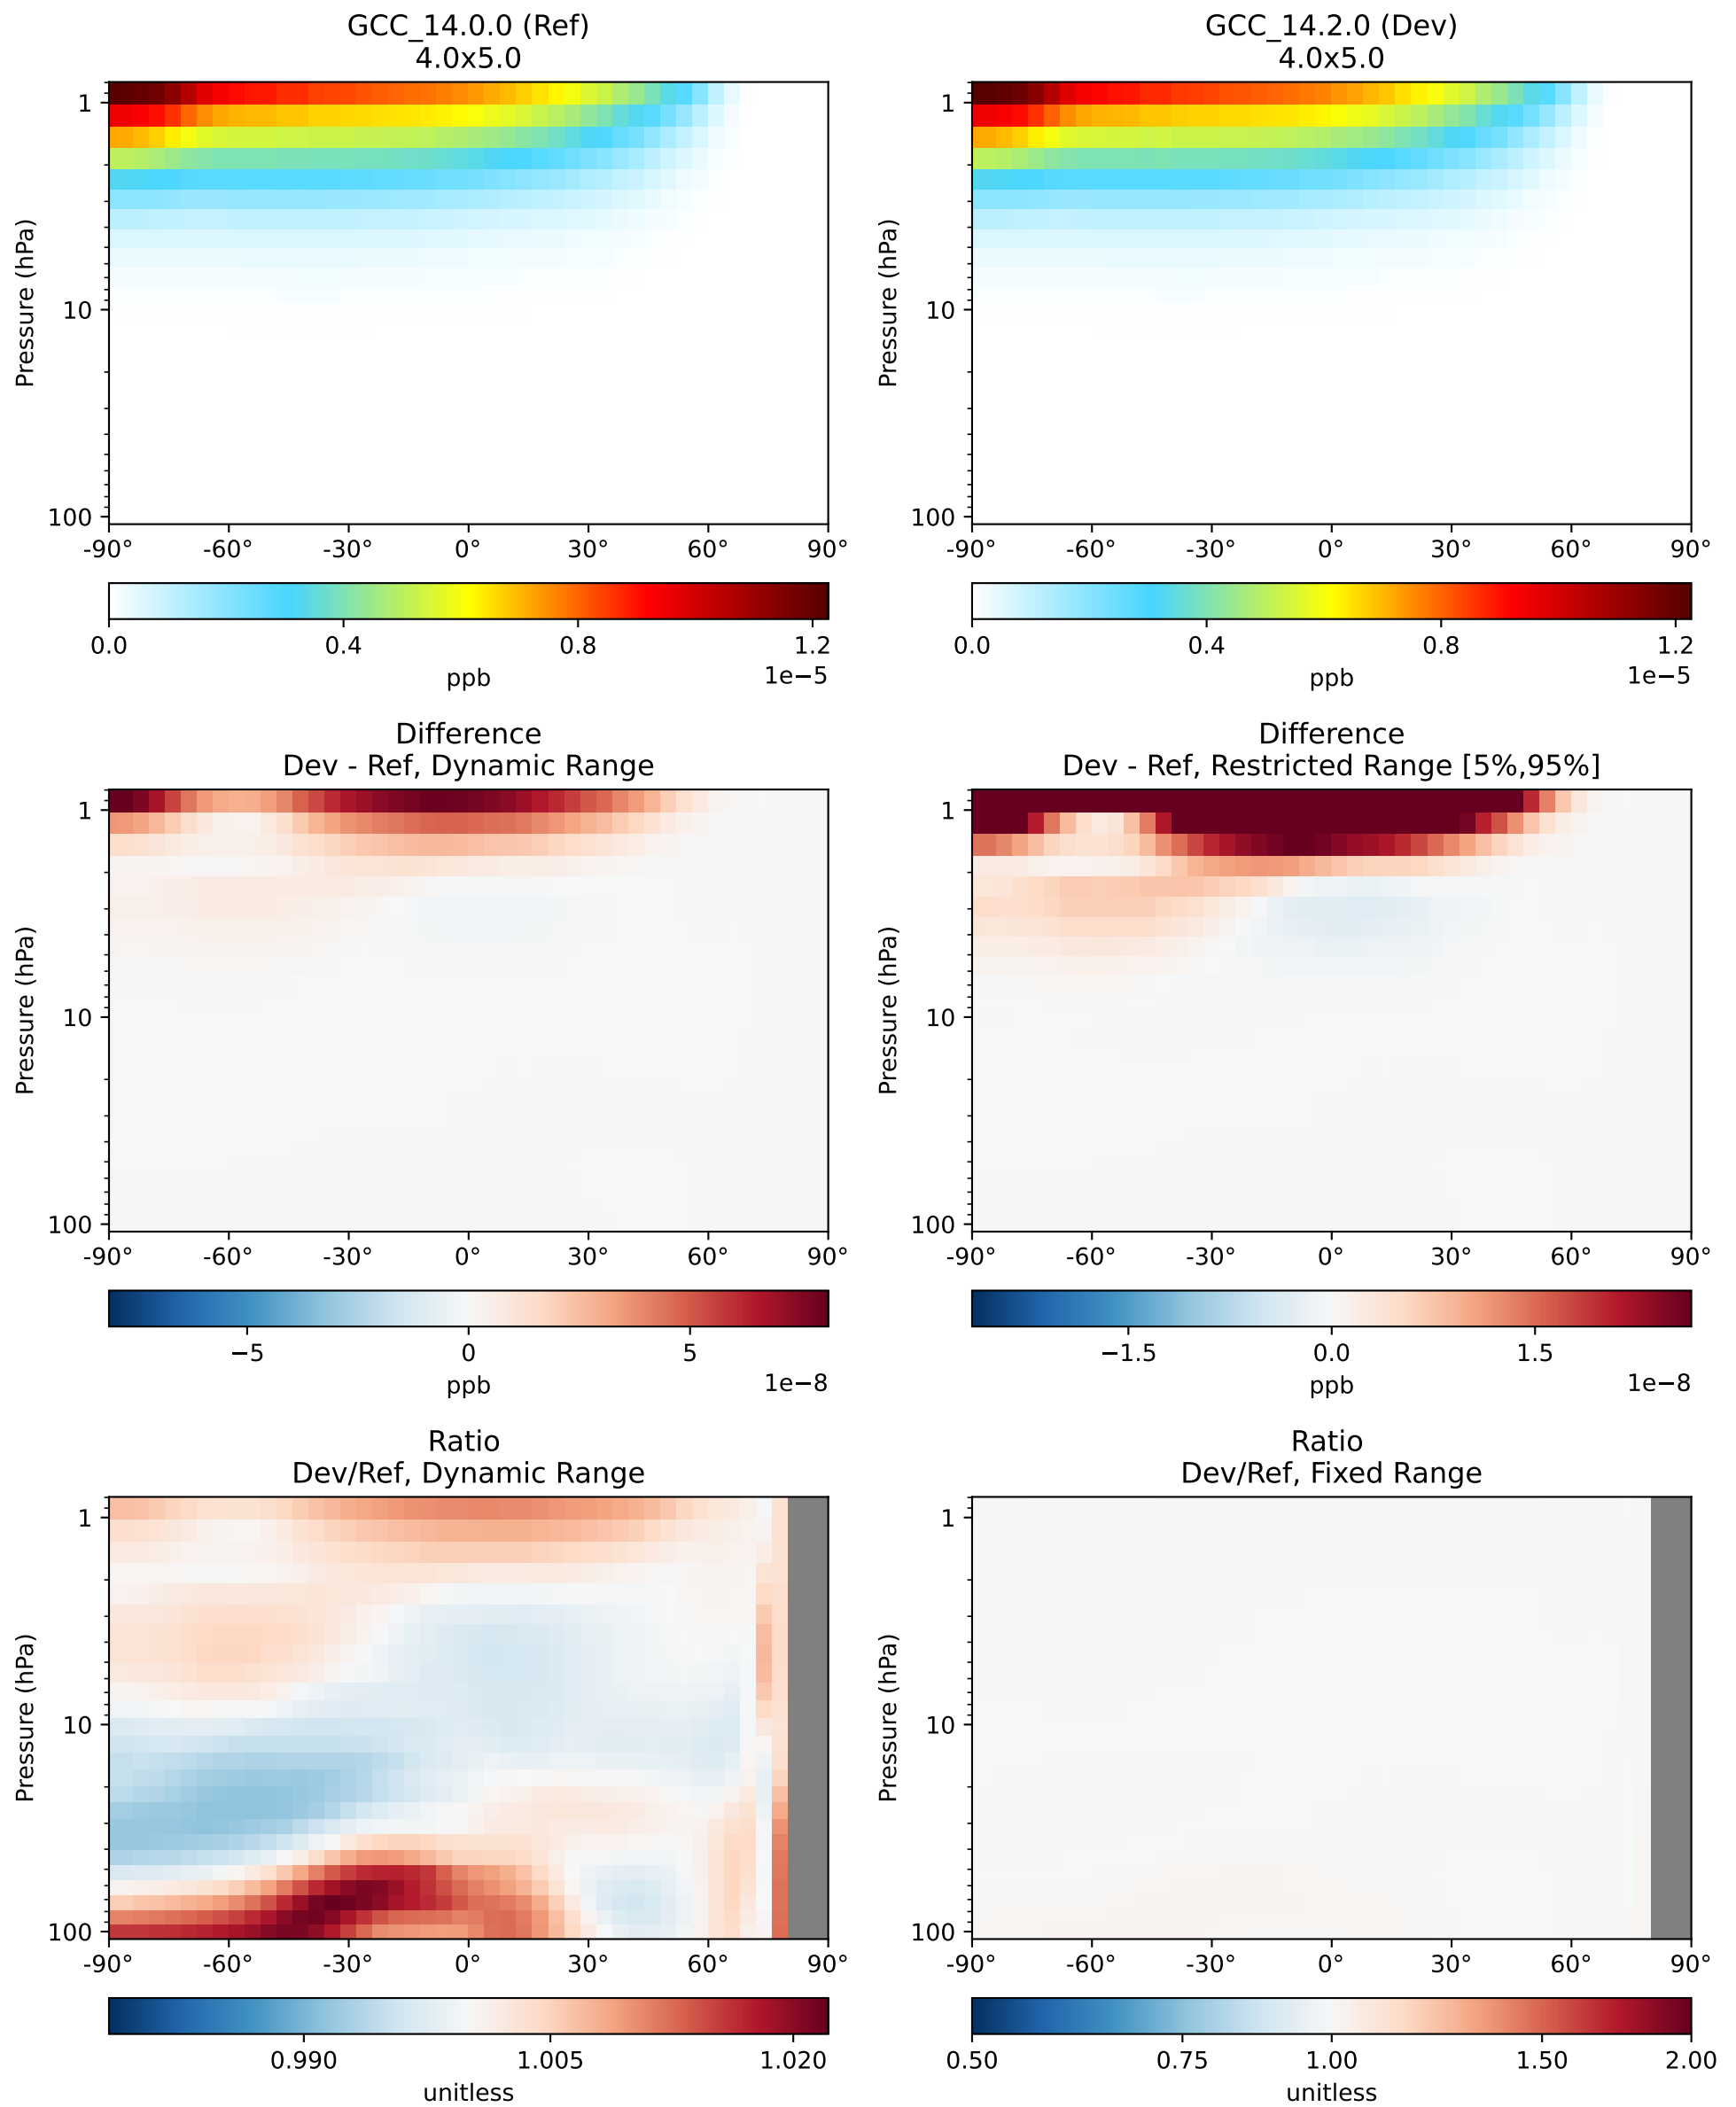 GCC_14.0.0 (Ref)
4.0x5.0
Pressure (hPa)
1
10
100
-90° -60° -30° 0° 30° 60° 90°
0.0 0.4 0.8 1.2
1e−5
ppb
GCC_14.2.0 (Dev)
4.0x5.0
Pressure (hPa)
1
10
100
-90° -60° -30° 0° 30° 60° 90°
0.0 0.4 0.8 1.2
1e−5
ppb
Difference
Dev - Ref, Dynamic Range
Pressure (hPa)
1
10
100
-90° -60° -30° 0° 30° 60° 90°
−5 0 5
1e−8
ppb
Difference
Dev - Ref, Restricted Range [5%,95%]
Pressure (hPa)
1
10
100
-90° -60° -30° 0° 30° 60° 90°
−1.5 0.0 1.5
1e−8
ppb
Ratio
Dev/Ref, Dynamic Range
Pressure (hPa)
1
10
100
-90° -60° -30° 0° 30° 60° 90°
0.990 1.005 1.020
unitless
Ratio
Dev/Ref, Fixed Range
Pressure (hPa)
1
10
100
-90° -60° -30° 0° 30° 60° 90°
0.50 0.75 1.00 1.50 2.00
unitless